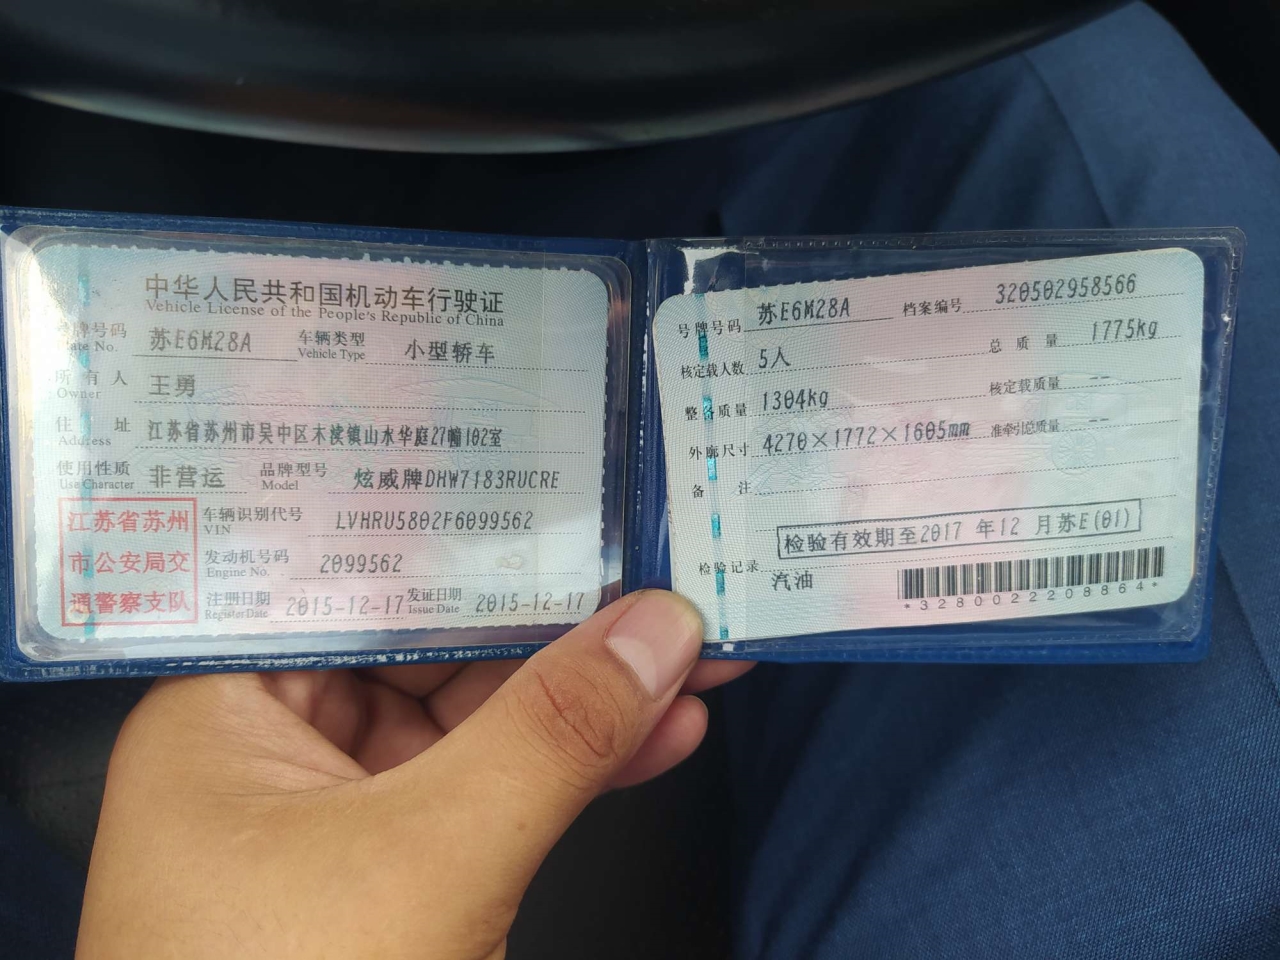 中华人民共和国机动车行驶证
Vehicle License of the People's Republic of China
号牌号码 苏E6M28A 车辆类型 小型轿车
Plate No. Vehicle Type
所有人 王勇
Owner
住址 江苏省苏州市吴中区木渎镇山水华庭27幢102室
Address
使用性质 非营运 品牌型号 炫威牌DHW7183RUCRE
Use Character Model
江苏省苏州
市公安局交
通警察支队
车辆识别代号 LVHRU5802F6099562
VIN
发动机号码 2099562
Engine No.
注册日期 2015-12-17 发证日期 2015-12-17
Register Date Issue Date
号牌号码 苏E6M28A 档案编号 320502958566
核定载人数 5人 总质量 1775kg
整备质量 1304kg 核定载质量 --
外廓尺寸 4270×1772×1605mm 准牵引总质量 --
备注
检验有效期至2017年12月苏E(01)
检验记录
汽油
*3280022208864*